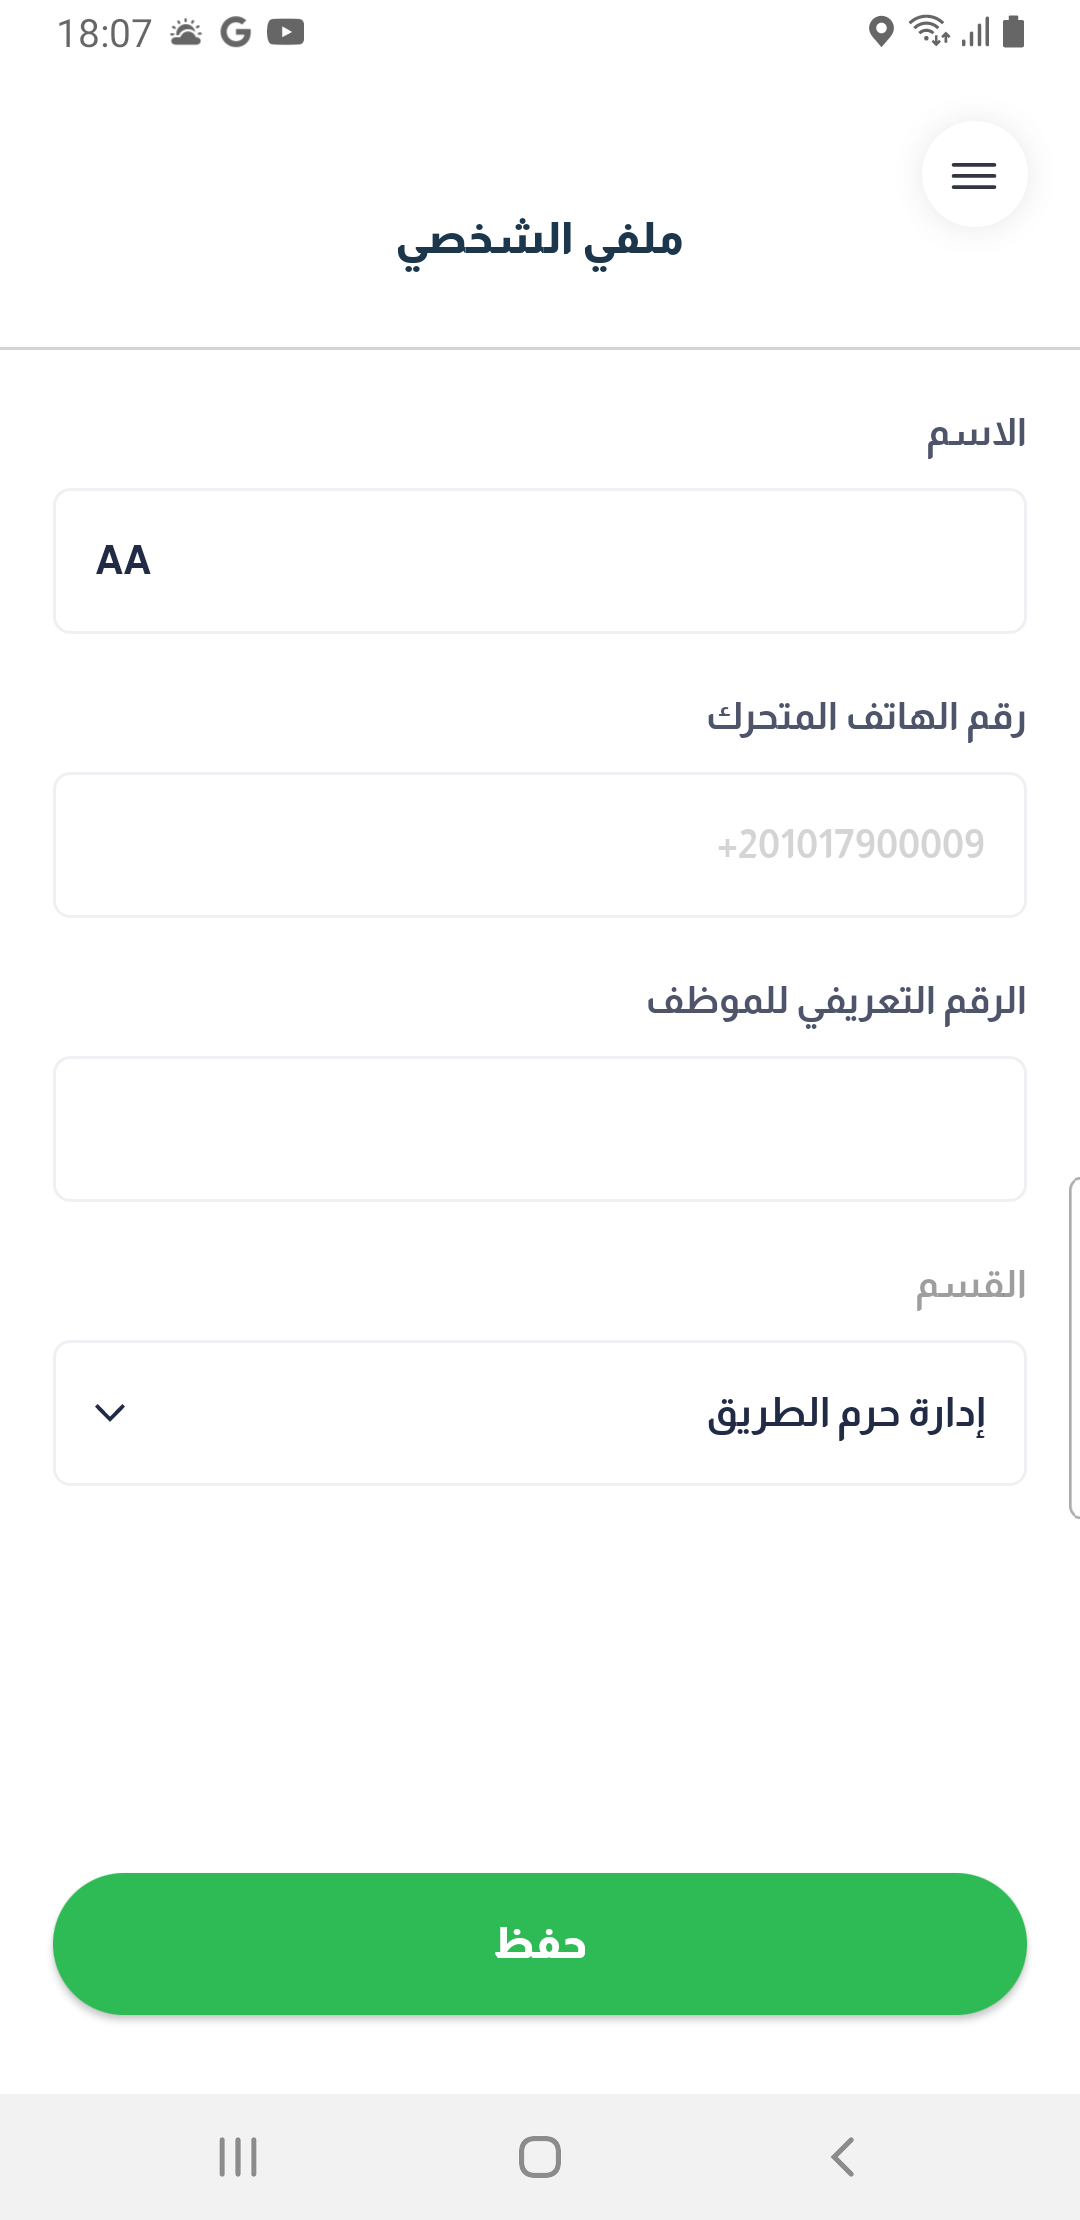 18:07
ملفي الشخصي
الاسم
AA
رقم الهاتف المتحرك
+201017900009
الرقم التعريفي للموظف
القسم
إدارة حرم الطريق
حفظ